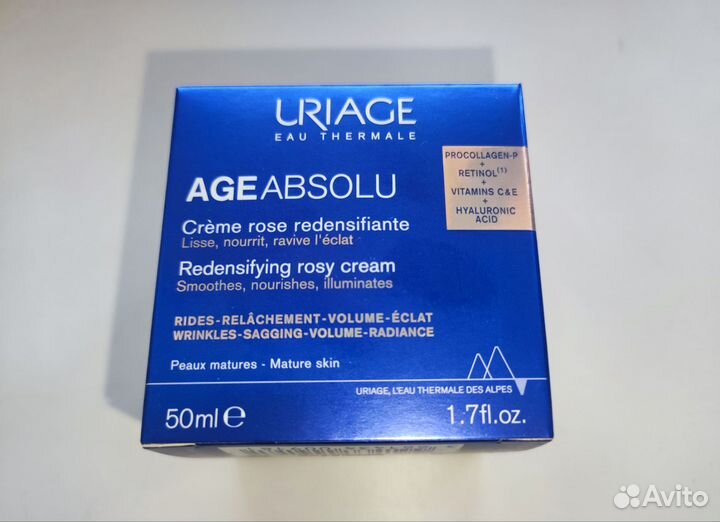 URIAGE
EAU THERMALE
PROCOLLAGEN-P
+
RETINOL(1)
+
VITAMINS C&E
+
HYALURONIC
ACID
AGE ABSOLU
Crème rose redensifiante
Lisse, nourrit, ravive l'éclat
Redensifying rosy cream
Smoothes, nourishes, illuminates
RIDES-RELÂCHEMENT-VOLUME-ÉCLAT
WRINKLES-SAGGING-VOLUME-RADIANCE
Peaux matures - Mature skin
URIAGE, L'EAU THERMALE DES ALPES
50ml e
1.7fl.oz.
Avito